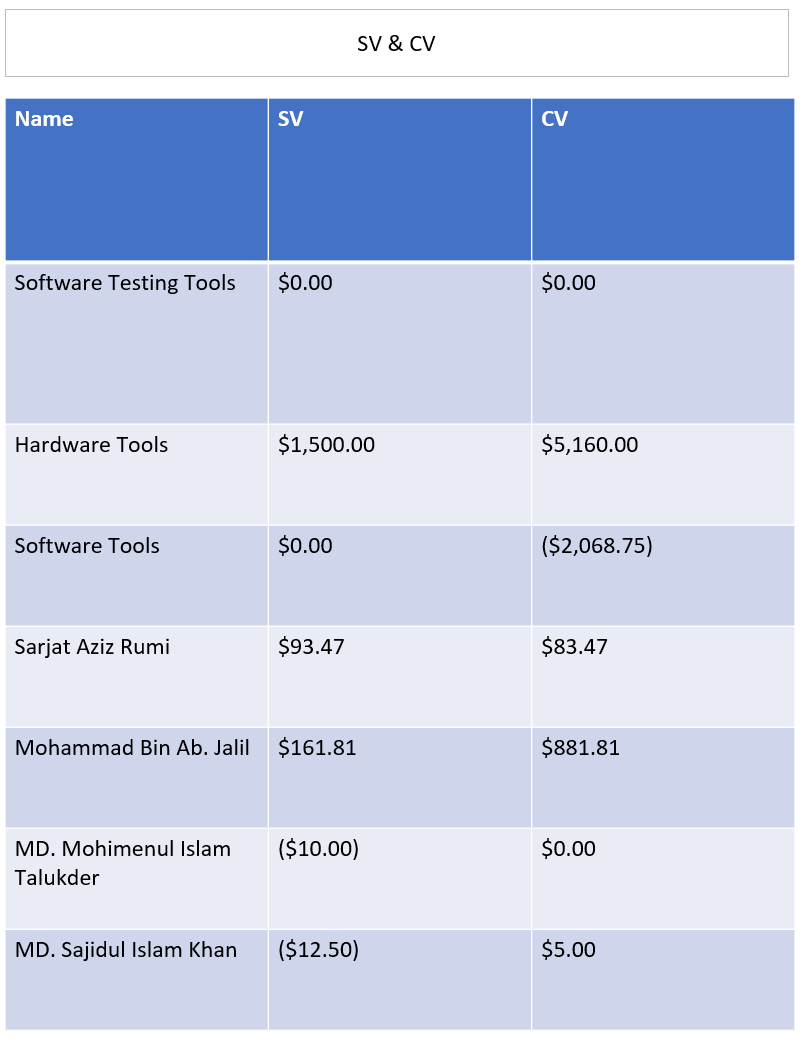 SV & CV
Name SV CV
Software Testing Tools $0.00 $0.00
Hardware Tools $1,500.00 $5,160.00
Software Tools $0.00 ($2,068.75)
Sarjat Aziz Rumi $93.47 $83.47
Mohammad Bin Ab. Jalil $161.81 $881.81
MD. Mohimenul Islam ($10.00) $0.00
Talukder
MD. Sajidul Islam Khan ($12.50) $5.00